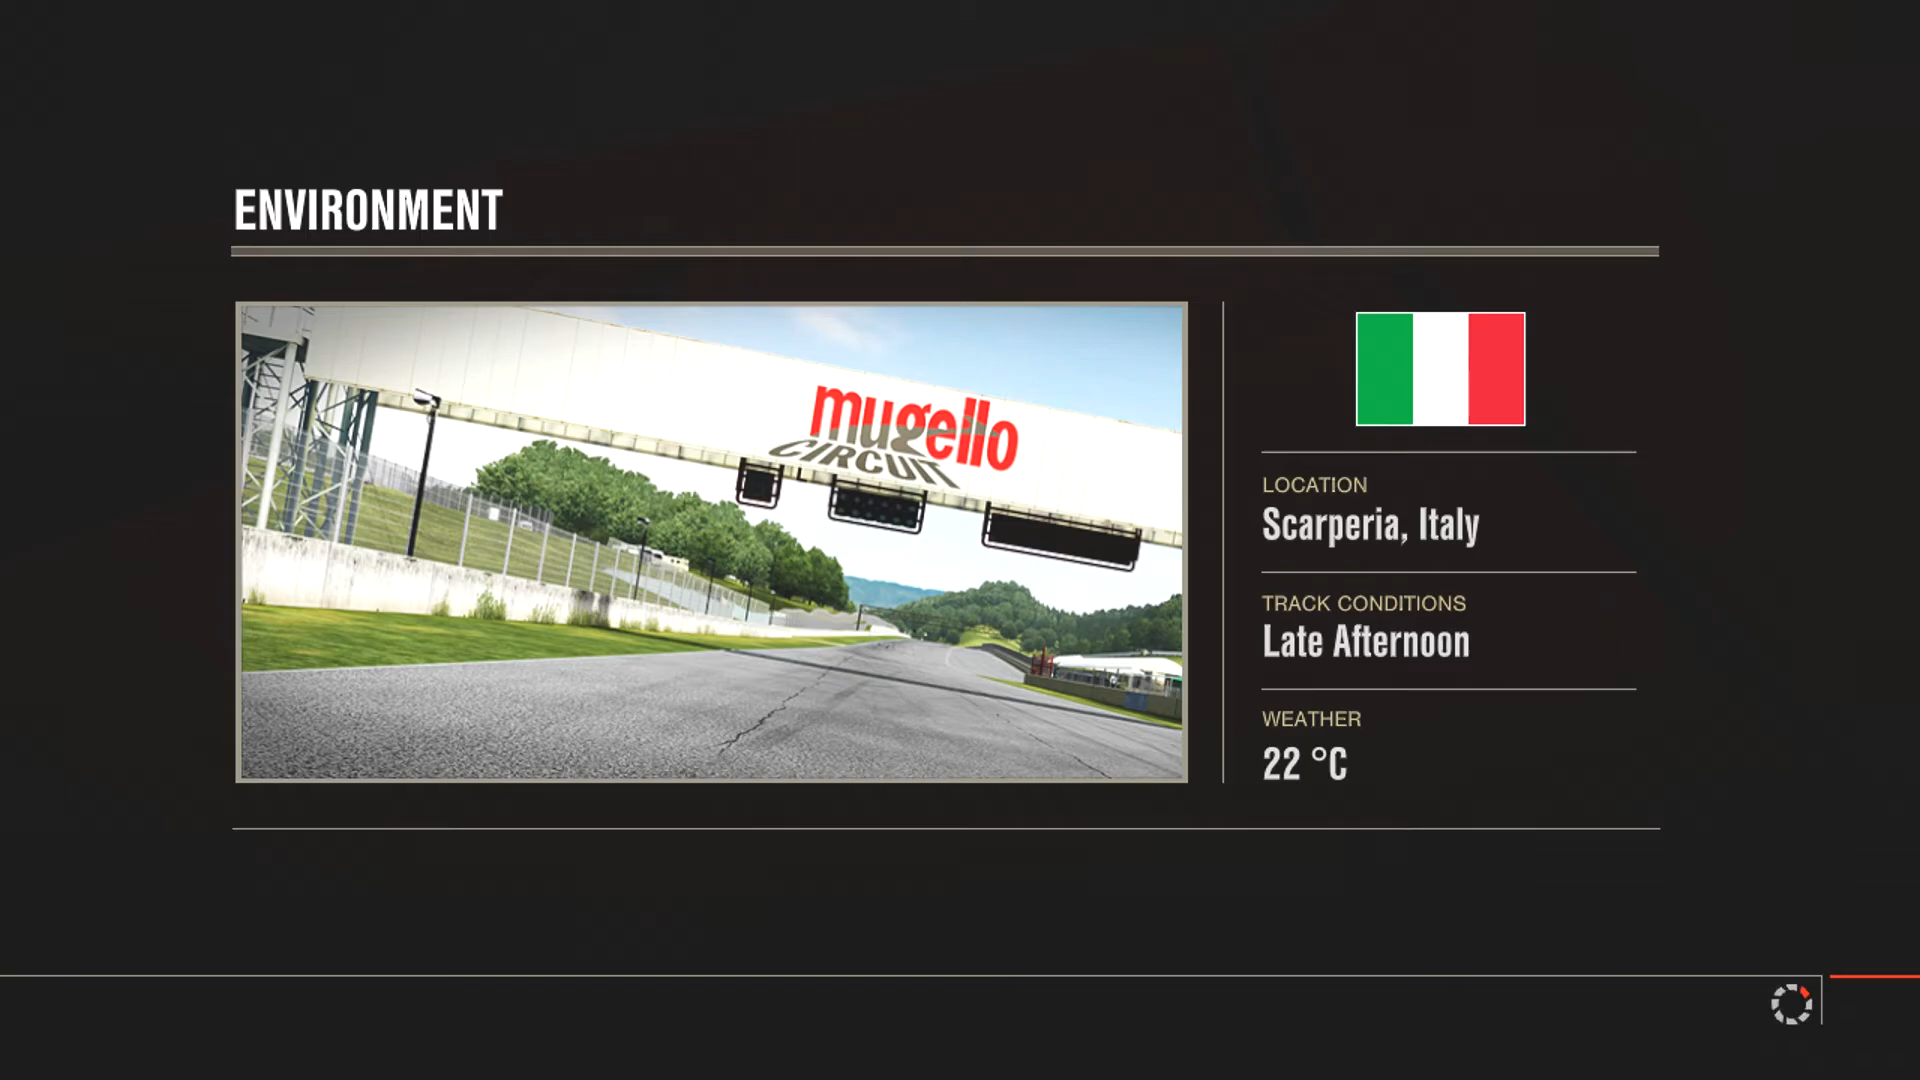 ENVIRONMENT
mugello
CIRCUIT
LOCATION
Scarperia, Italy
TRACK CONDITIONS
Late Afternoon
WEATHER
22 °C